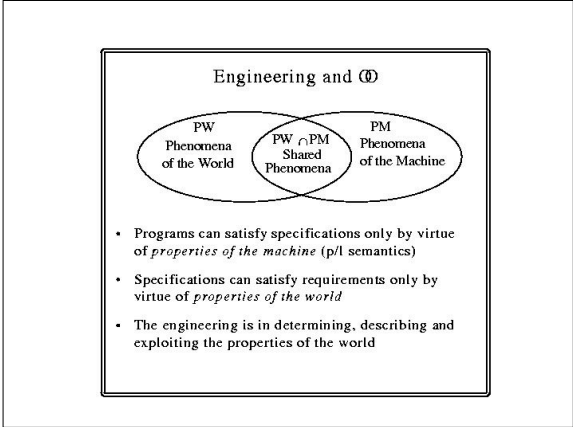 Engineering and
PW
Phenomena
of the World
PW ∩ PM
Shared
Phenomena
PM
Phenomena
of the Machine
• Programs can satisfy specifications only by virtue
of properties of the machine (p/l semantics)
• Specifications can satisfy requirements only by
virtue of properties of the world
• The engineering is in determining, describing and
exploiting the properties of the world